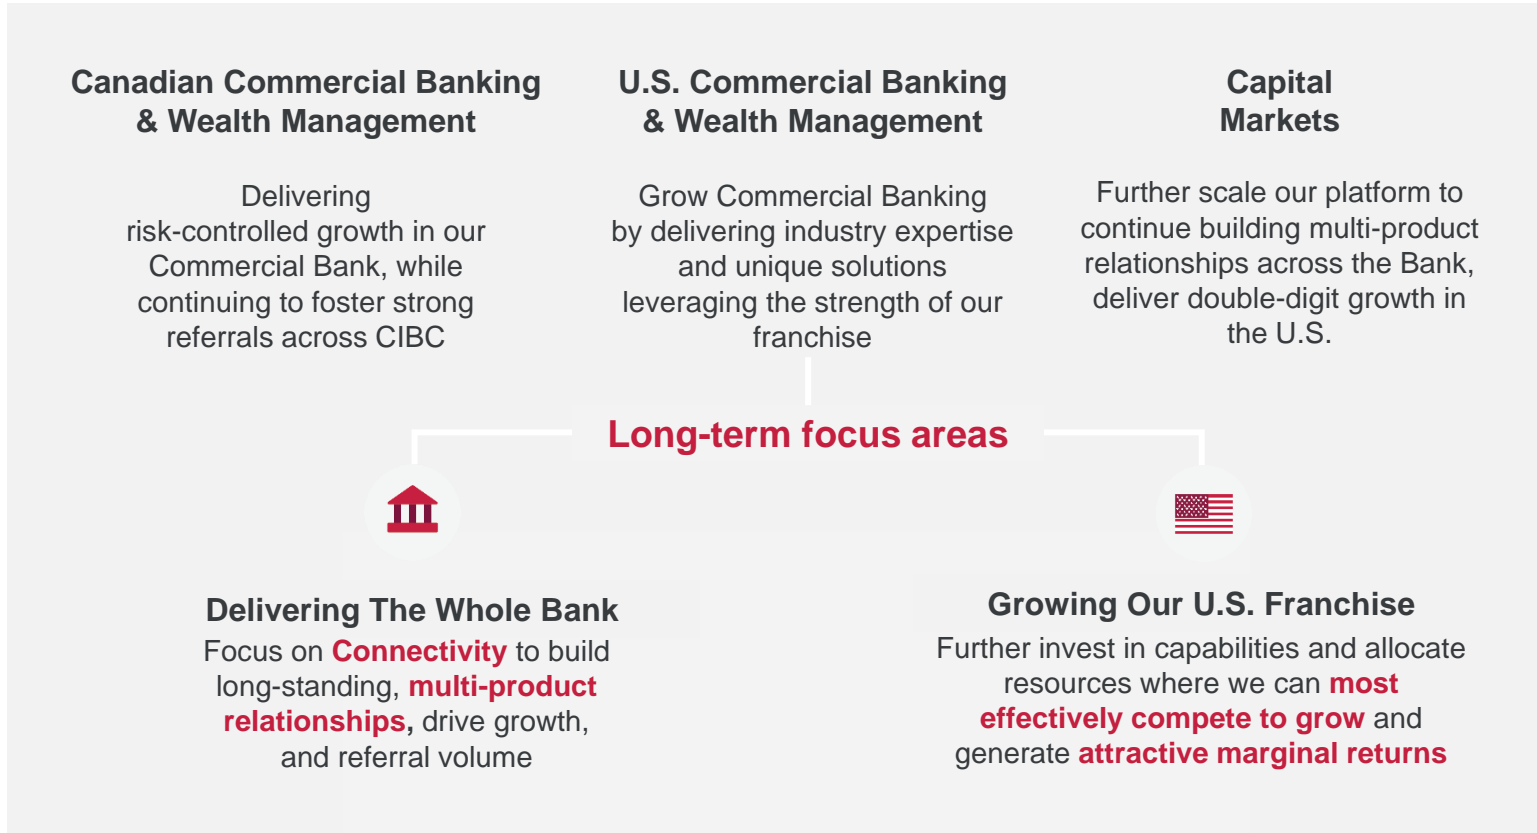 Canadian Commercial Banking
& Wealth Management
Delivering
risk-controlled growth in our
Commercial Bank, while
continuing to foster strong
referrals across CIBC
U.S. Commercial Banking
& Wealth Management
Grow Commercial Banking
by delivering industry expertise
and unique solutions
leveraging the strength of our
franchise
Capital
Markets
Further scale our platform to
continue building multi-product
relationships across the Bank,
deliver double-digit growth in
the U.S.
Long-term focus areas
Delivering The Whole Bank
Focus on Connectivity to build
long-standing, multi-product
relationships, drive growth,
and referral volume
Growing Our U.S. Franchise
Further invest in capabilities and allocate
resources where we can most
effectively compete to grow and
generate attractive marginal returns